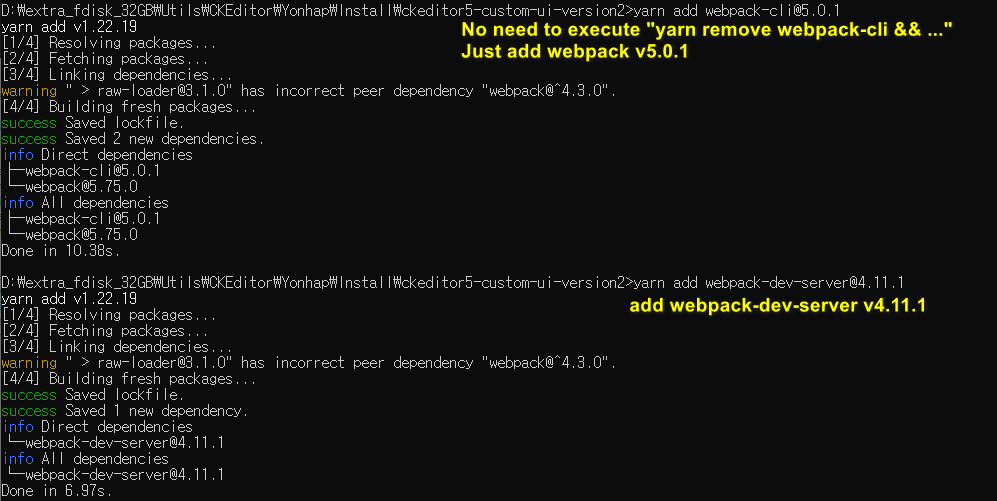 D:₩extra_fdisk_32GB₩Utils₩CKEditor₩Yonhap₩Install₩ckeditor5-custom-ui-version2>yarn add webpack-cli@5.0.1
yarn add v1.22.19
No need to execute "yarn remove webpack-cli && ..."
Just add webpack v5.0.1
[1/4] Resolving packages...
[2/4] Fetching packages...
[3/4] Linking dependencies...
warning " > raw-loader@3.1.0" has incorrect peer dependency "webpack@^4.3.0".
[4/4] Building fresh packages...
success Saved lockfile.
success Saved 2 new dependencies.
info Direct dependencies
├─webpack-cli@5.0.1
└─webpack@5.75.0
info All dependencies
├─webpack-cli@5.0.1
└─webpack@5.75.0
Done in 10.38s.
D:₩extra_fdisk_32GB₩Utils₩CKEditor₩Yonhap₩Install₩ckeditor5-custom-ui-version2>yarn add webpack-dev-server@4.11.1
yarn add v1.22.19
add webpack-dev-server v4.11.1
[1/4] Resolving packages...
[2/4] Fetching packages...
[3/4] Linking dependencies...
warning " > raw-loader@3.1.0" has incorrect peer dependency "webpack@^4.3.0".
[4/4] Building fresh packages...
success Saved lockfile.
success Saved 1 new dependency.
info Direct dependencies
└─webpack-dev-server@4.11.1
info All dependencies
└─webpack-dev-server@4.11.1
Done in 6.97s.